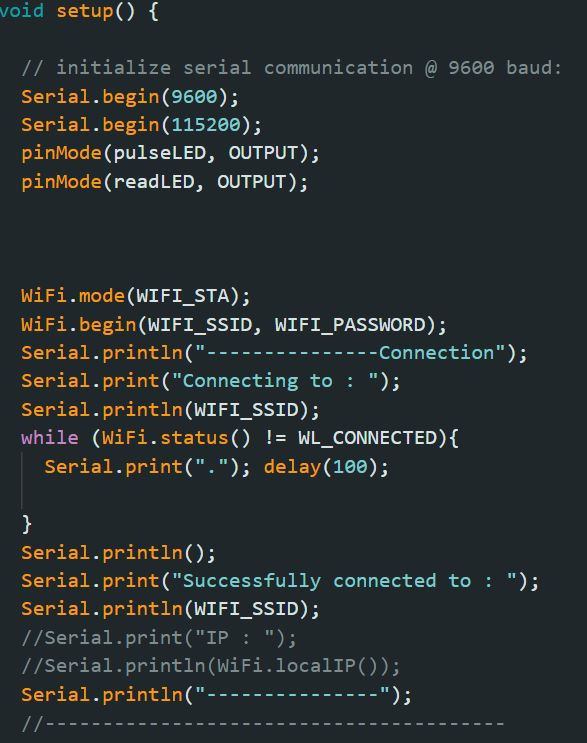 void setup() {
// initialize serial communication @ 9600 baud:
Serial.begin(9600);
Serial.begin(115200);
pinMode(pulseLED, OUTPUT);
pinMode(readLED, OUTPUT);
WiFi.mode(WIFI_STA);
WiFi.begin(WIFI_SSID, WIFI_PASSWORD);
Serial.println("---------------Connection");
Serial.print("Connecting to : ");
Serial.println(WIFI_SSID);
while (WiFi.status() != WL_CONNECTED){
Serial.print("."); delay(100);
}
Serial.println();
Serial.print("Successfully connected to : ");
Serial.println(WIFI_SSID);
//Serial.print("IP : ");
//Serial.println(WiFi.localIP());
Serial.println("---------------");
//----------------------------------------